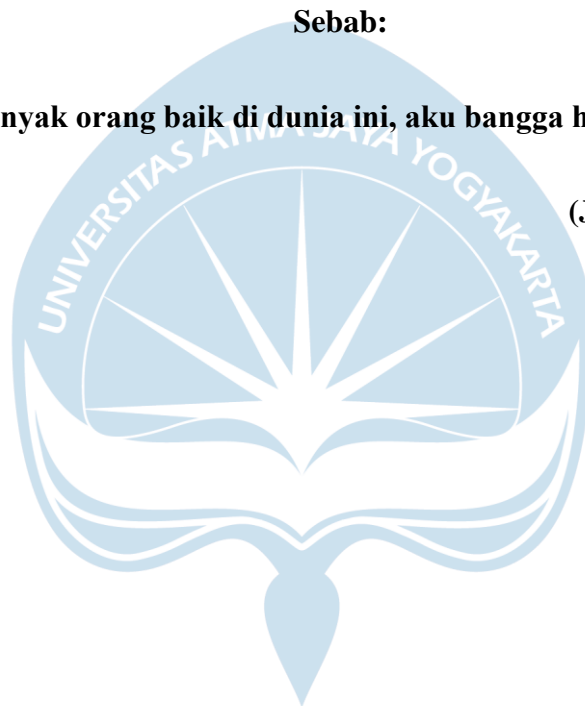 Sebab:
nyak orang baik di dunia ini, aku bangga h
UNIVERSITAS ATMA JAYA YOGYAKARTA
(J